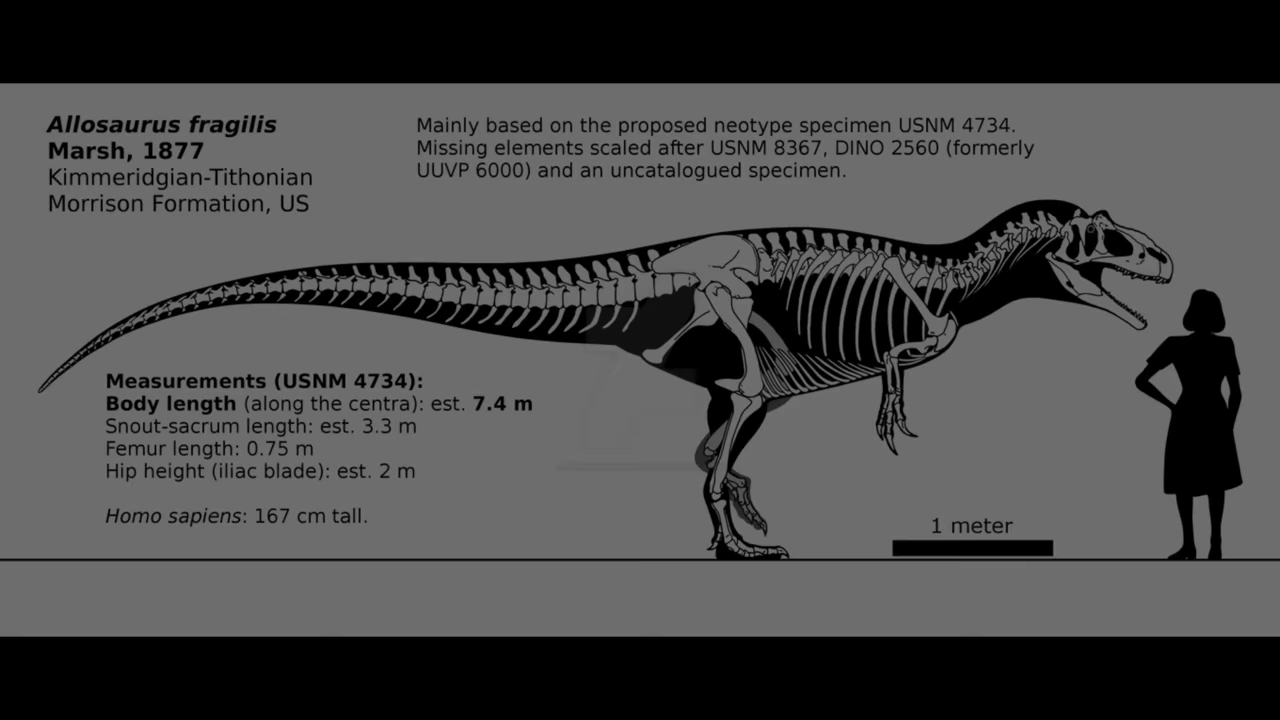 Allosaurus fragilis
Marsh, 1877
Kimmeridgian-Tithonian
Morrison Formation, US
Mainly based on the proposed neotype specimen USNM 4734.
Missing elements scaled after USNM 8367, DINO 2560 (formerly
UUVP 6000) and an uncatalogued specimen.
Measurements (USNM 4734):
Body length (along the centra): est. 7.4 m
Snout-sacrum length: est. 3.3 m
Femur length: 0.75 m
Hip height (iliac blade): est. 2 m
Homo sapiens: 167 cm tall.
1 meter